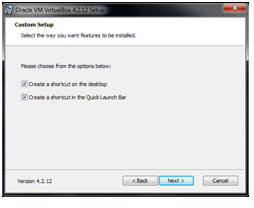 Oracle VM VirtualBox 4.2.12 Setup
Custom Setup
Select the way you want features to be installed.
Please choose from the options below:
Create a shortcut on the desktop
Create a shortcut in the Quick Launch Bar
Version 4.2.12
< Back
Next >
Cancel